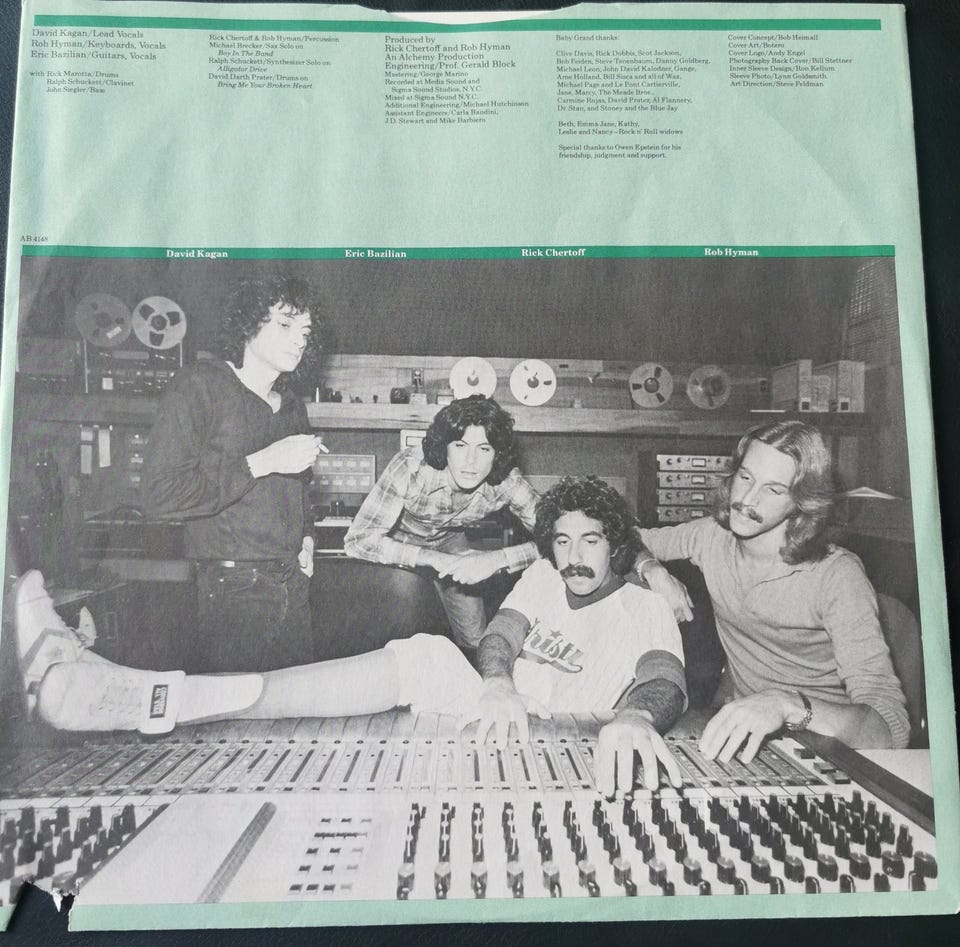 David Kagan/Lead Vocals
Rob Hyman/Keyboards, Vocals
Eric Bazilian/Guitars, Vocals
with Rick Marotta/Drums
Ralph Schuckett/Clavinet
John Siegler/Bass
Rick Chertoff & Rob Hyman/Percussion
Michael Brecker/Sax Solo on
Boy In The Band
Ralph Schuckett/Synthesizer Solo on
Alligator Drive
David Darth Prater/Drums on
Bring Me Your Broken Heart
Produced by
Rick Chertoff and Rob Hyman
An Alchemy Production
Engineering/Prof. Gerald Block
Mastering/George Marino
Recorded at Media Sound and
Sigma Sound Studios, N.Y.C.
Mixed at Sigma Sound N.Y.C.
Additional Engineering/Michael Hutchinson
Assistant Engineers/Carla Bandini,
J.D. Stewart and Mike Barbiero
Baby Grand thanks:
Clive Davis, Rick Dobbis, Scot Jackson,
Bob Feiden, Steve Tenenbaum, Danny Goldberg,
Michael Leon, John David Kalodner, Gange,
Arne Holland, Bill Susca and all of Wax,
Michael Page and Le Pont Cartierville,
Jane, Marcy, The Meade Bros.,
Carmine Rojas, David Prater, Al Flannery,
Dr. Stan, and Stoney and the Blue Jay
Beth, Emma Jane, Kathy,
Leslie and Nancy—Rock n' Roll widows
Special thanks to Owen Epstein for his
friendship, judgment and support.
Cover Concept/Bob Heimall
Cover Art/Botero
Cover Logo/Andy Engel
Photography Back Cover/Bill Stettner
Inner Sleeve Design/Ron Kellum
Sleeve Photo/Lynn Goldsmith
Art Direction/Steve Feldman
AB 4148
David Kagan
Eric Bazilian
Rick Chertoff
Rob Hyman